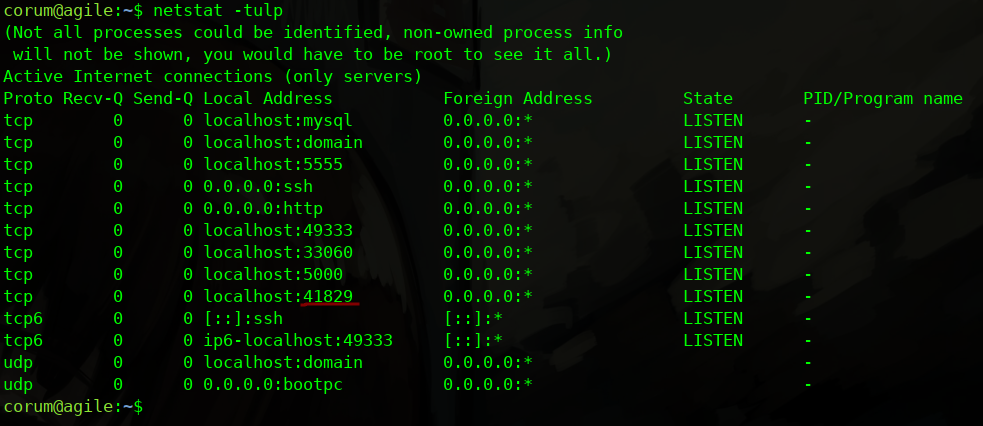 corum@agile:~$ netstat -tulp
(Not all processes could be identified, non-owned process info
 will not be shown, you would have to be root to see it all.)
Active Internet connections (only servers)
Proto Recv-Q Send-Q Local Address           Foreign Address         State       PID/Program name
tcp        0      0 localhost:mysql         0.0.0.0:*               LISTEN      -
tcp        0      0 localhost:domain        0.0.0.0:*               LISTEN      -
tcp        0      0 localhost:5555          0.0.0.0:*               LISTEN      -
tcp        0      0 0.0.0.0:ssh             0.0.0.0:*               LISTEN      -
tcp        0      0 0.0.0.0:http            0.0.0.0:*               LISTEN      -
tcp        0      0 localhost:49333         0.0.0.0:*               LISTEN      -
tcp        0      0 localhost:33060         0.0.0.0:*               LISTEN      -
tcp        0      0 localhost:5000          0.0.0.0:*               LISTEN      -
tcp        0      0 localhost:41829         0.0.0.0:*               LISTEN      -
tcp6       0      0 [::]:ssh                [::]:*                  LISTEN      -
tcp6       0      0 ip6-localhost:49333     [::]:*                  LISTEN      -
udp        0      0 localhost:domain        0.0.0.0:*                           -
udp        0      0 0.0.0.0:bootpc          0.0.0.0:*                           -
corum@agile:~$